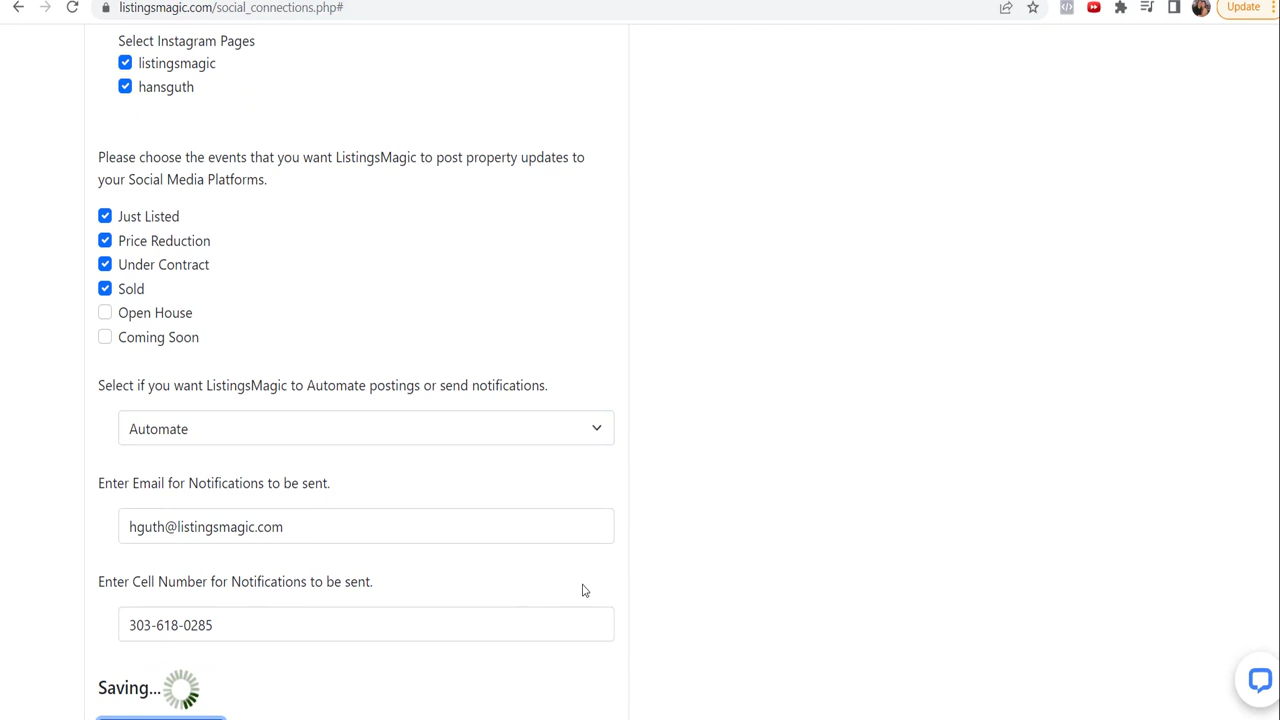 listingsmagic.com/social_connections.php#
Update
Select Instagram Pages
listingsmagic
hansguth
Please choose the events that you want ListingsMagic to post property updates to
your Social Media Platforms.
Just Listed
Price Reduction
Under Contract
Sold
Open House
Coming Soon
Select if you want ListingsMagic to Automate postings or send notifications.
Automate
Enter Email for Notifications to be sent.
hguth@listingsmagic.com
Enter Cell Number for Notifications to be sent.
303-618-0285
Saving...